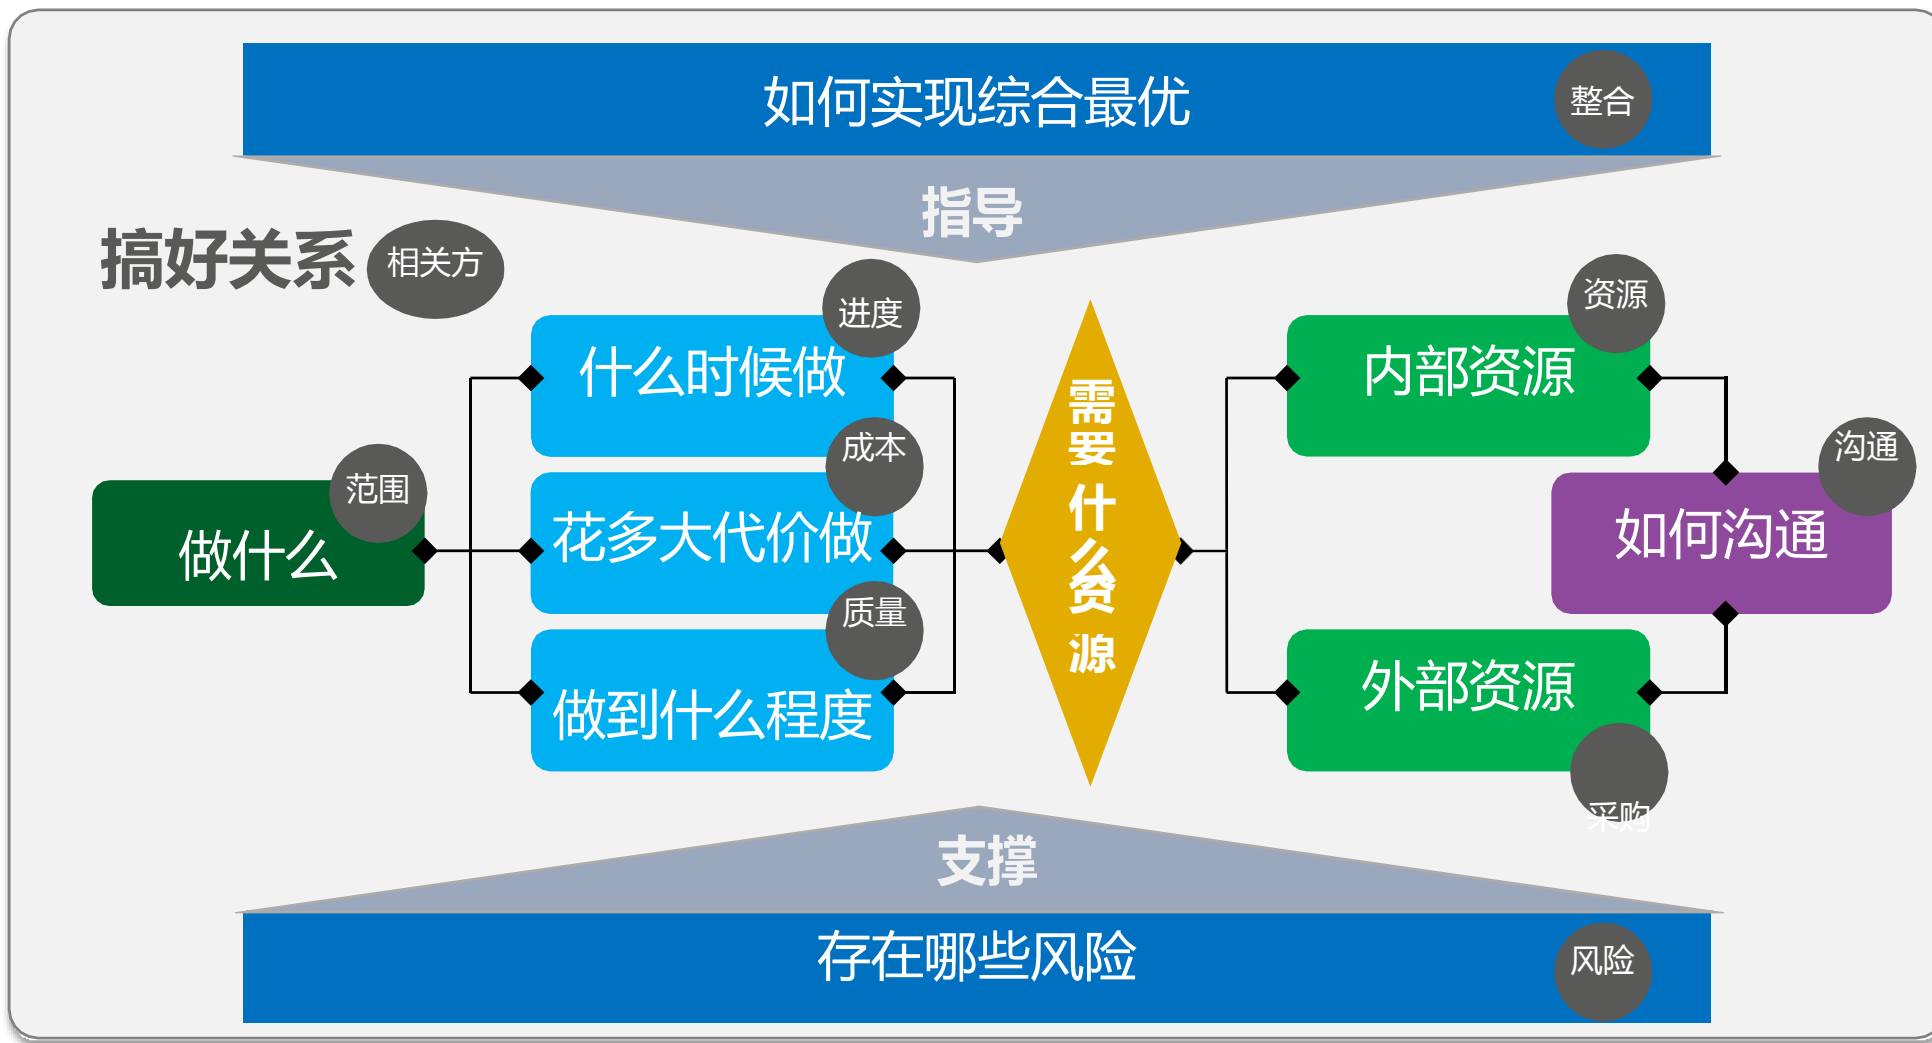 如何实现综合最优
整合
指导
搞好关系
相关方
进度
什么时候做
成本
范围
做什么
花多大代价做
质量
做到什么程度
需
要
什
么
资
源
资源
内部资源
沟通
如何沟通
外部资源
采购
支撑
存在哪些风险
风险